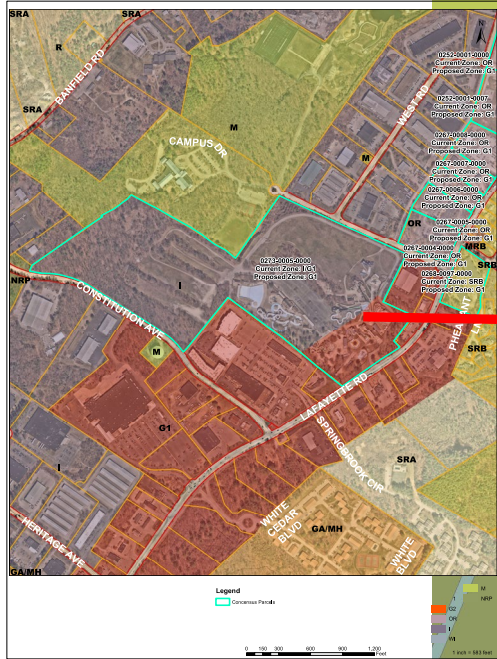 SRA
SRA
N
R
BANFIELD RD
SRA
0252-0001-0000
Current Zone: OR
Proposed Zone: G1
WEST RD
0252-0001-0007
Current Zone: OR
Proposed Zone: G1
M
CAMPUS DR
M
0267-0008-0000
Current Zone: OR
Proposed Zone: G1
0267-0007-0000
Current Zone: OR
Proposed Zone: G1
0267-0006-0000
Current Zone: OR
Proposed Zone: G1
OR
0267-0005-0000
Current Zone: OR
Proposed Zone: G1
MRB
0267-0004-0000
Current Zone: OR
Proposed Zone: G1
SRB
0273-0005-0000
Current Zone: I/G1
Proposed Zone: G1
0268-0097-0000
Current Zone: SRB
Proposed Zone: G1
NRP
I
CONSTITUTION AVE
PHEASANT
SRB
M
LAFAYETTE RD
G1
SPRINGBROOK CIR
SRA
I
HERITAGE AVE
WHITE
CEDAR
BLVD
GA/MH
WHITE
BLVD
GA/MH
Legend
Concensus Parcels
M
NRP
G2
OR
I
WI
0 150 300 600 900 1,200
Feet
1 inch = 583 feet